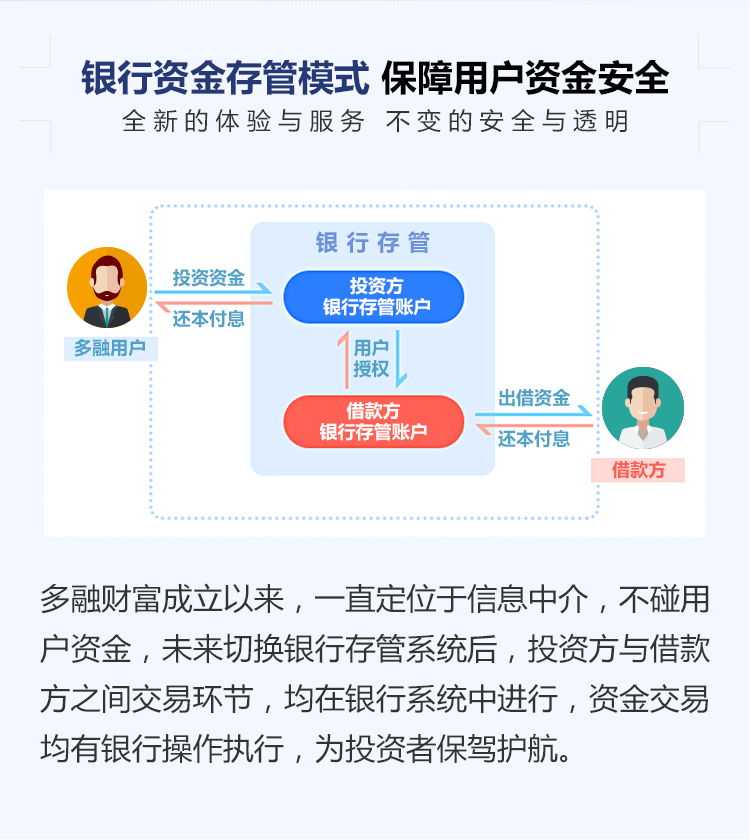 银行资金存管模式 保障用户资金安全
全新的体验与服务 不变的安全与透明
银行存管
投资资金
还本付息
多融用户
投资方
银行存管账户
用户
授权
借款方
银行存管账户
出借资金
还本付息
借款方
多融财富成立以来，一直定位于信息中介，不碰用
户资金，未来切换银行存管系统后，投资方与借款
方之间交易环节，均在银行系统中进行，资金交易
均有银行操作执行，为投资者保驾护航。